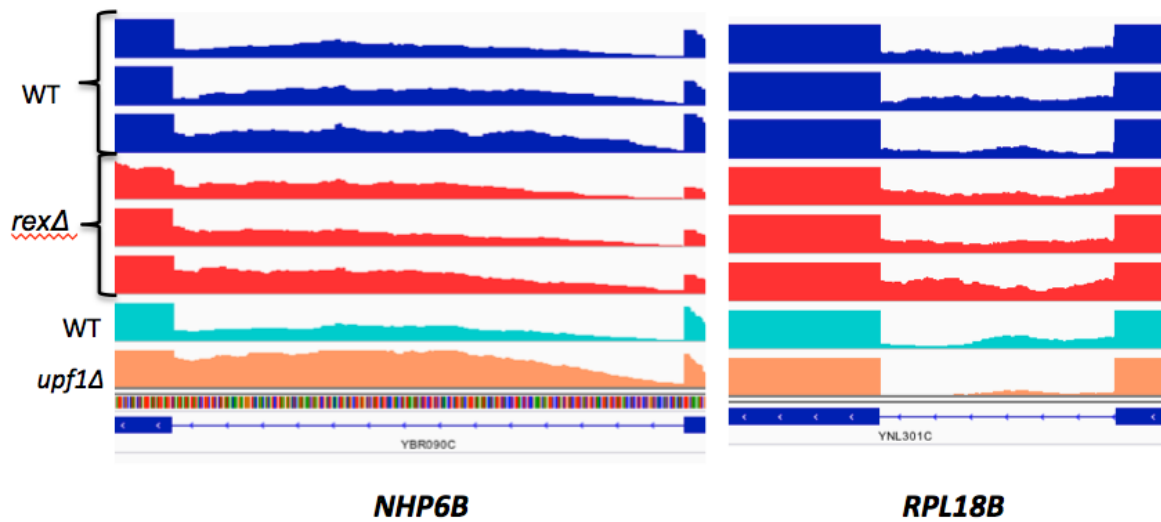 WT
rexΔ
WT
upf1Δ
YBR090C
YNL301C
NHP6B
RPL18B